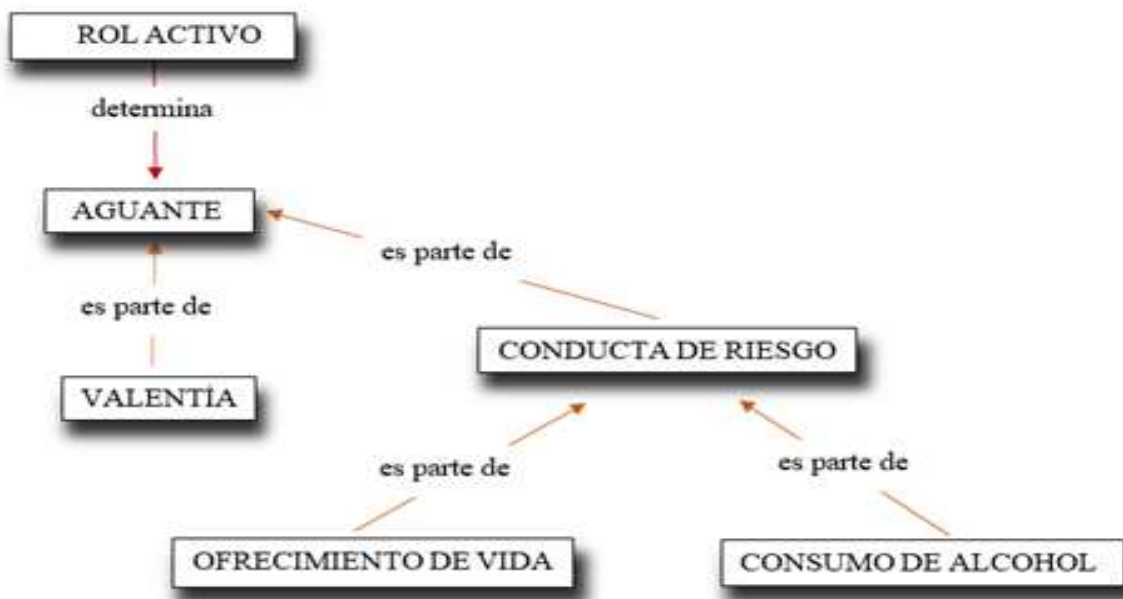 ROL ACTIVO
determina
AGUANTE
es parte de
es parte de
CONDUCTA DE RIESGO
VALENTÍA
es parte de
es parte de
OFRECIMIENTO DE VIDA
CONSUMO DE ALCOHOL